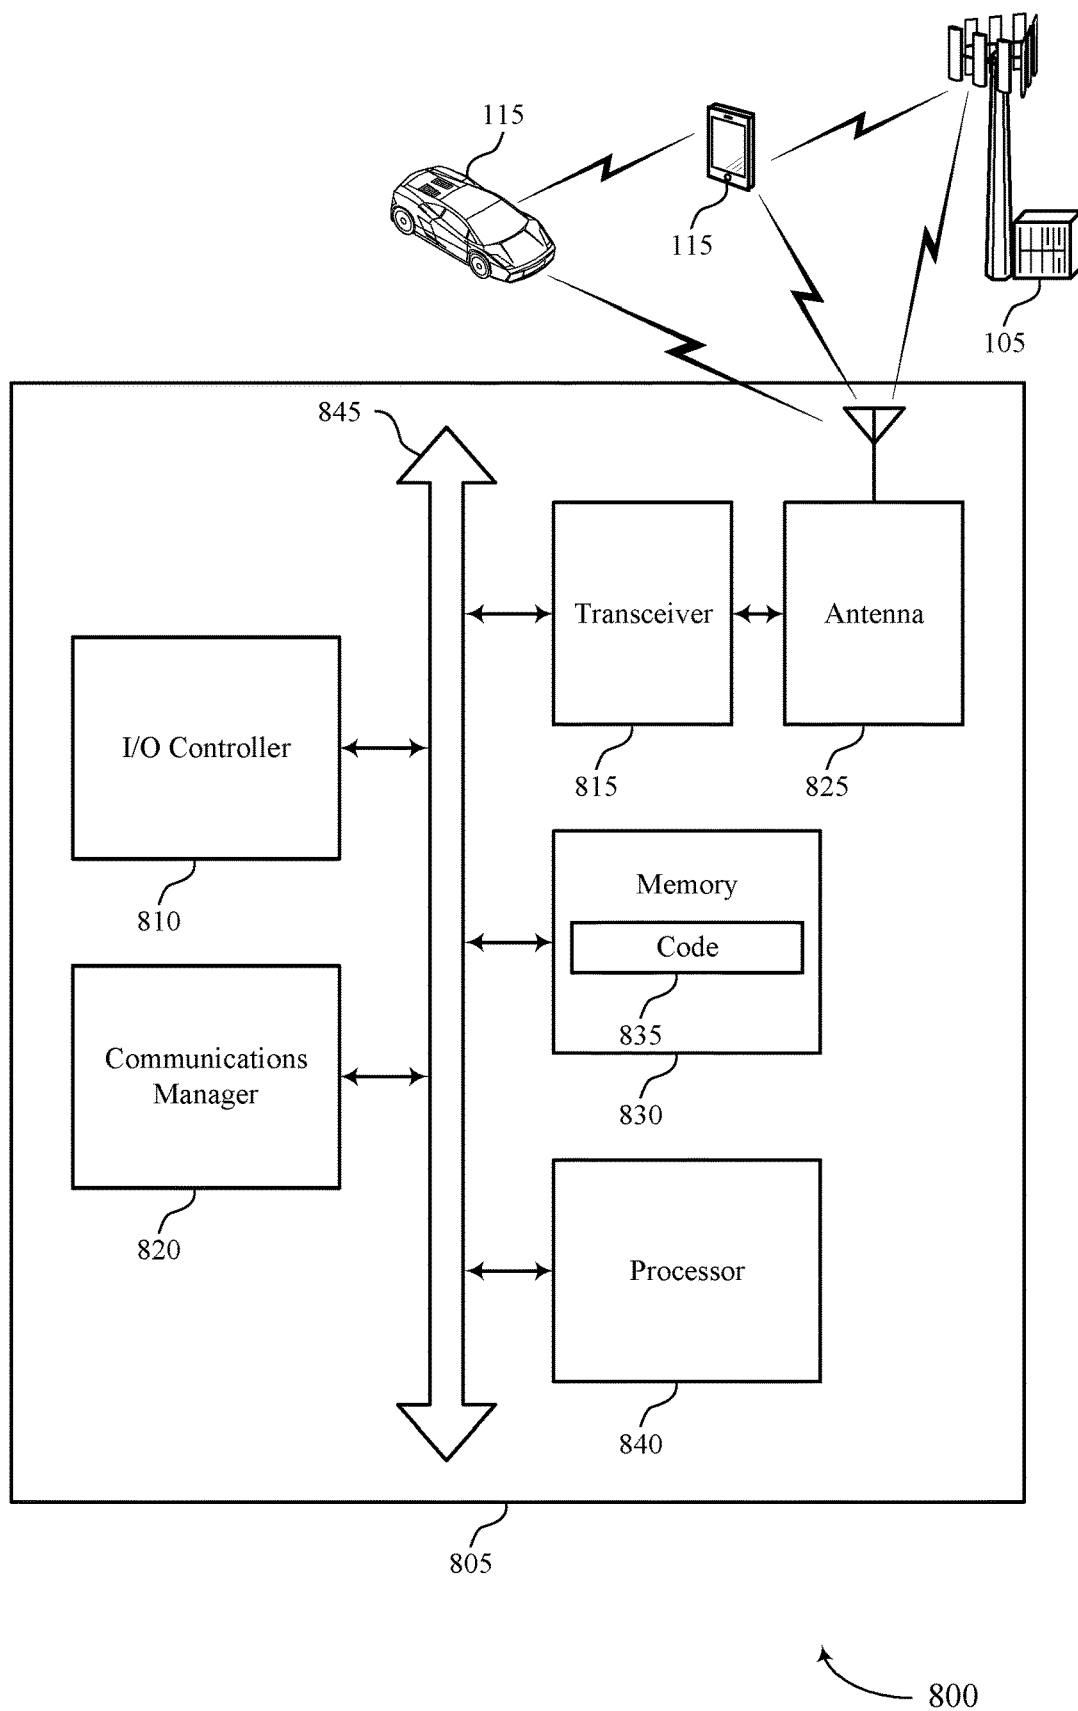 115
115
105
845
Transceiver
Antenna
I/O Controller
815
825
Memory
810
Code
835
Communications
Manager
830
820
Processor
840
805
800